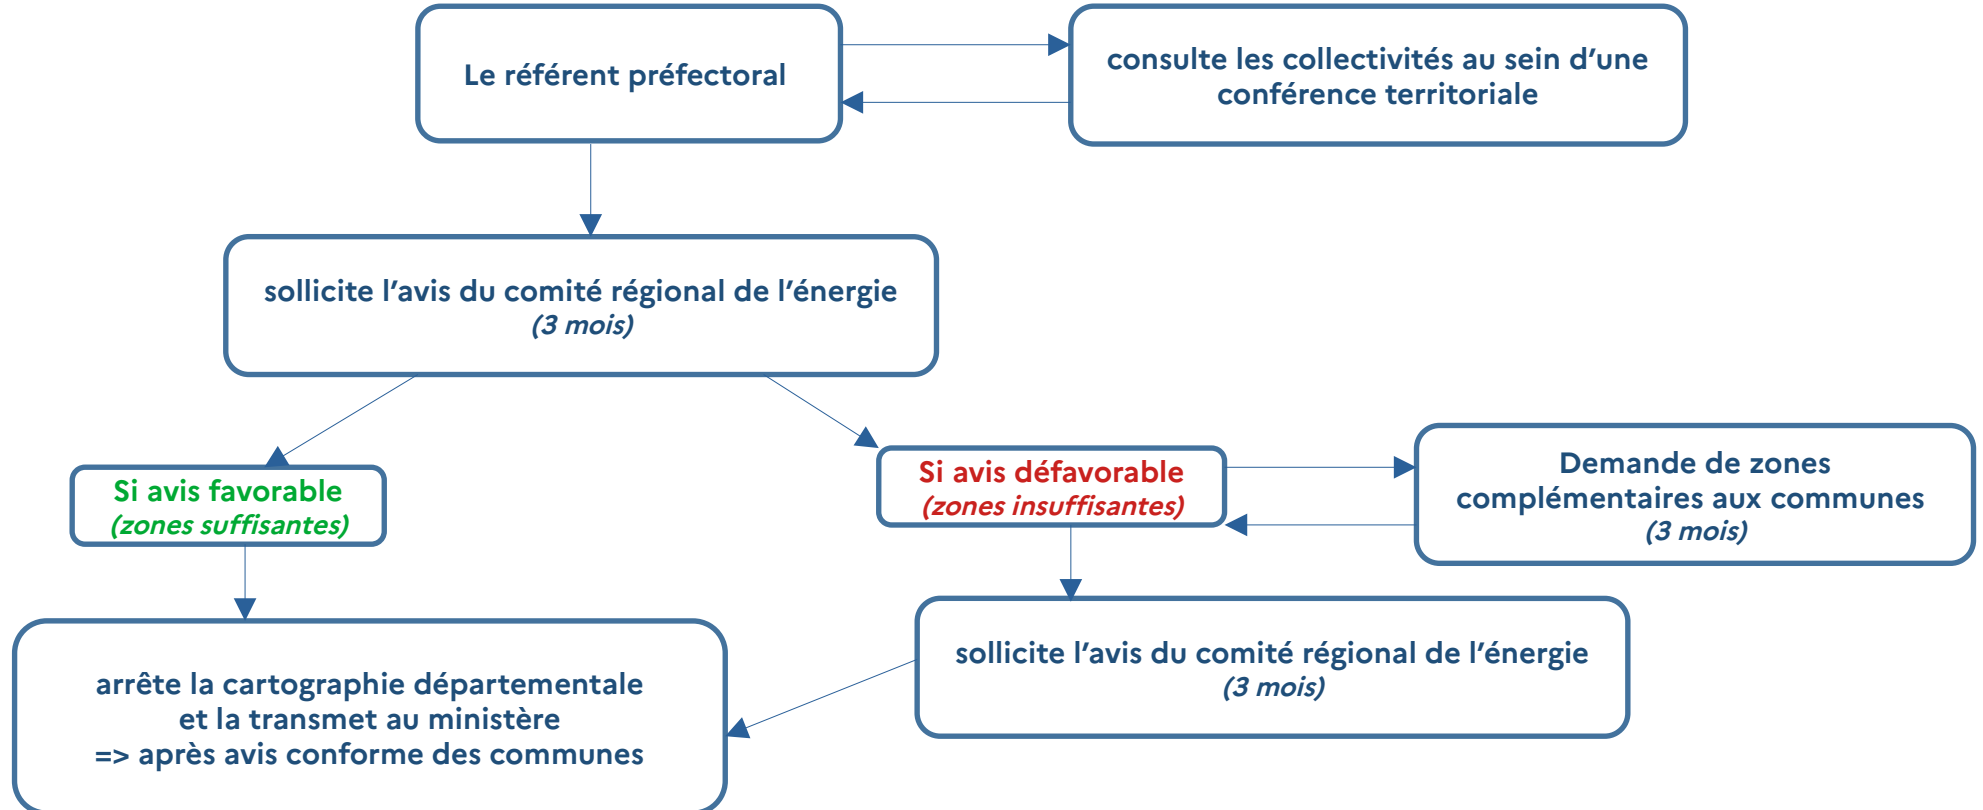 Le référent préfectoral
consulte les collectivités au sein d’une
conférence territoriale
sollicite l’avis du comité régional de l’énergie
(3 mois)
Si avis favorable
(zones suffisantes)
Si avis défavorable
(zones insuffisantes)
Demande de zones
complémentaires aux communes
(3 mois)
sollicite l’avis du comité régional de l’énergie
(3 mois)
arrête la cartographie départementale
et la transmet au ministère
=> après avis conforme des communes